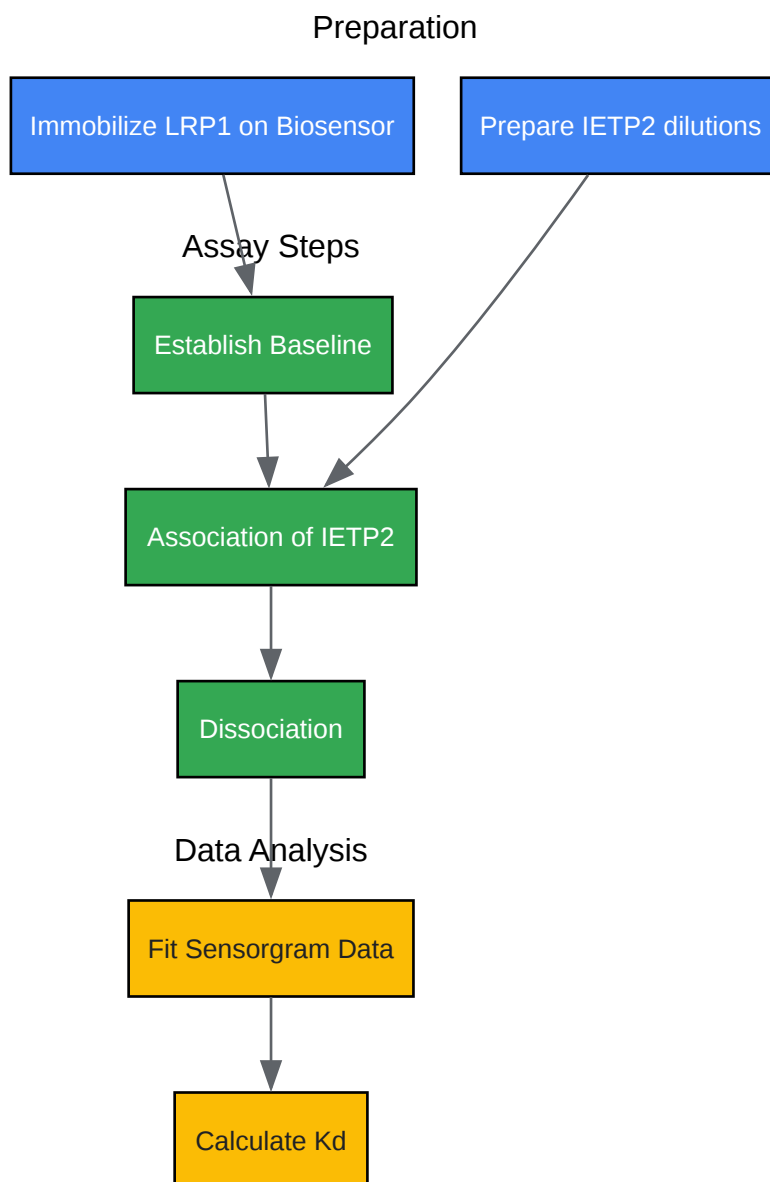 Preparation
Immobilize LRP1 on Biosensor
Prepare IETP2 dilutions
Assay Steps
Establish Baseline
Association of IETP2
Dissociation
Data Analysis
Fit Sensorgram Data
Calculate Kd